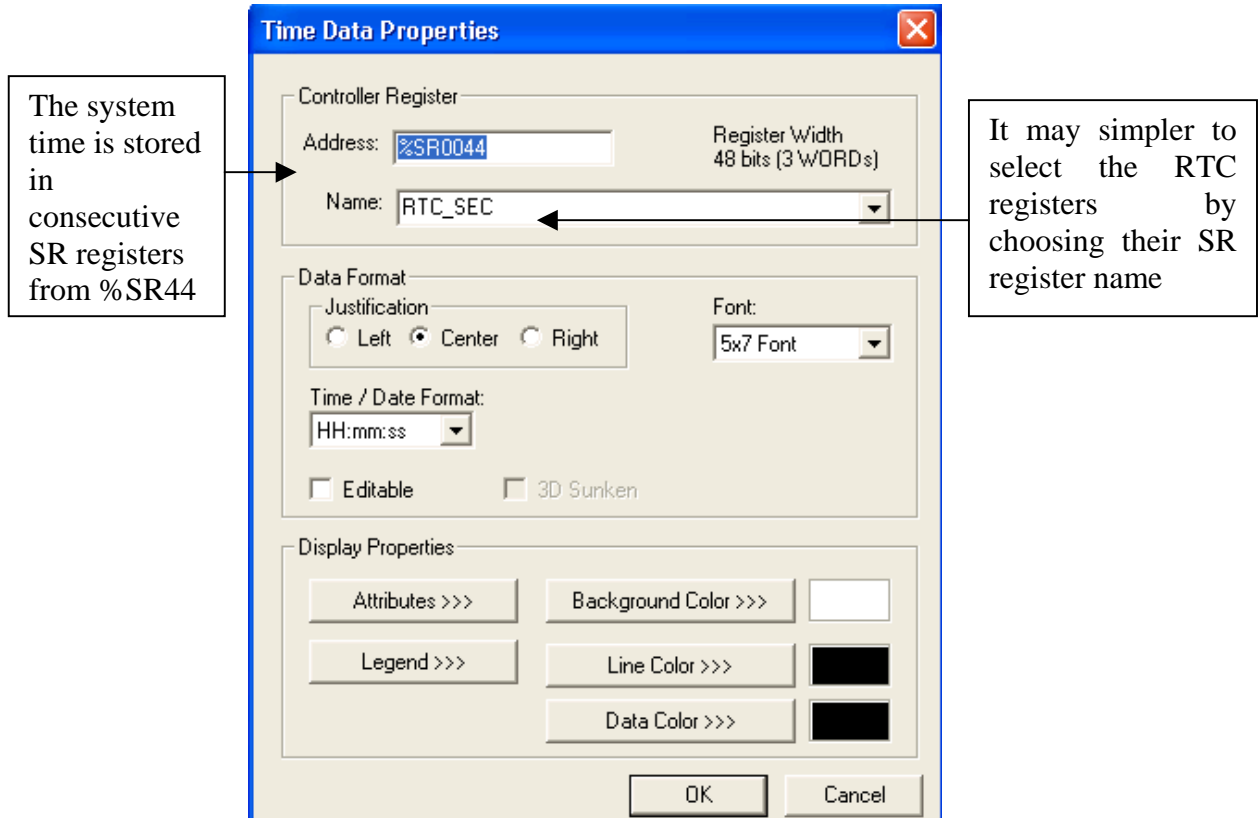 Time Data Properties
The system
time is stored
in
consecutive
SR registers
from %SR44
Controller Register
Address: %SR0044
Register Width
48 bits (3 WORDs)
Name: RTC_SEC
It may simpler to
select the RTC
registers by
choosing their SR
register name
Data Format
Justification
Left Center Right
Font:
5x7 Font
Time / Date Format:
HH:mm:ss
Editable 3D Sunken
Display Properties
Attributes >>> Background Color >>>
Legend >>> Line Color >>>
Data Color >>>
OK Cancel